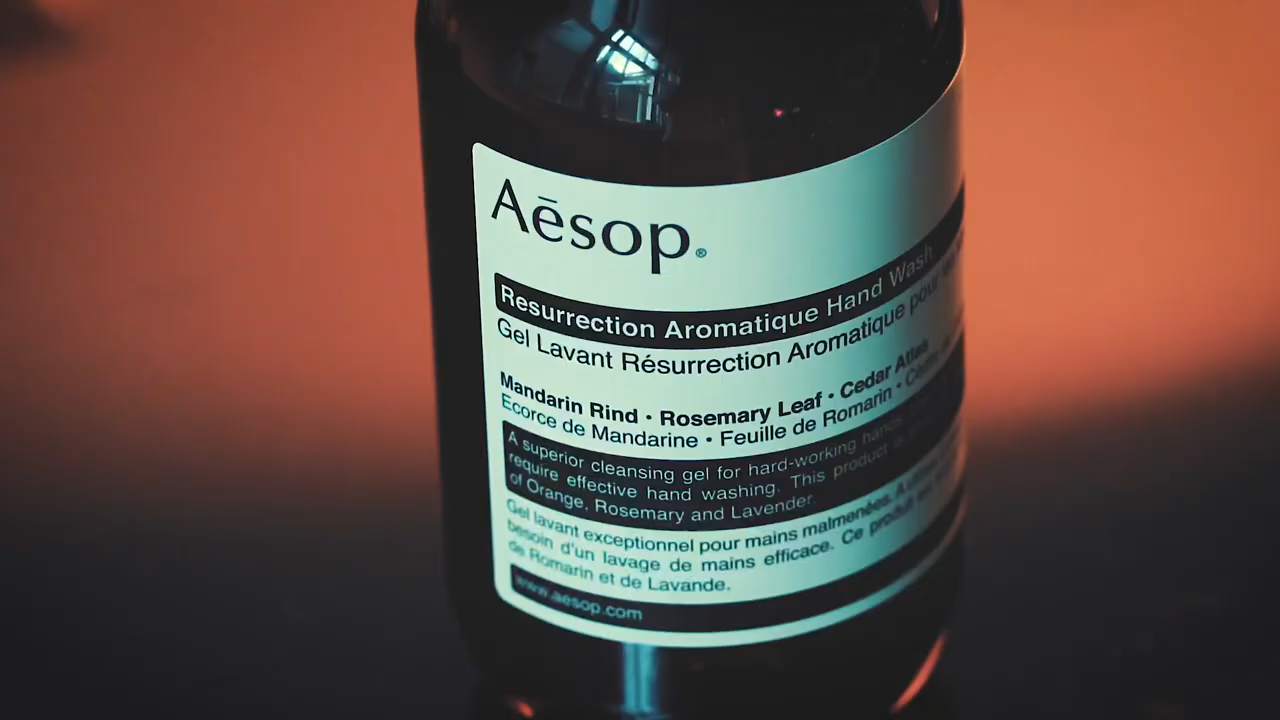 Aēsop®
Resurrection Aromatique Hand Wash
Gel Lavant Résurrection Aromatique pour
Mandarin Rind • Rosemary Leaf • Cedar Atlas
Ecorce de Mandarine • Feuille de Romarin •
A superior cleansing gel for hard-working hands
require effective hand washing. This product is
of Orange, Rosemary and Lavender.
Gel lavant exceptionnel pour mains malmenées. A
besoin d'un lavage de mains efficace. Ce produit
de Romarin et de Lavande.
www.aesop.com